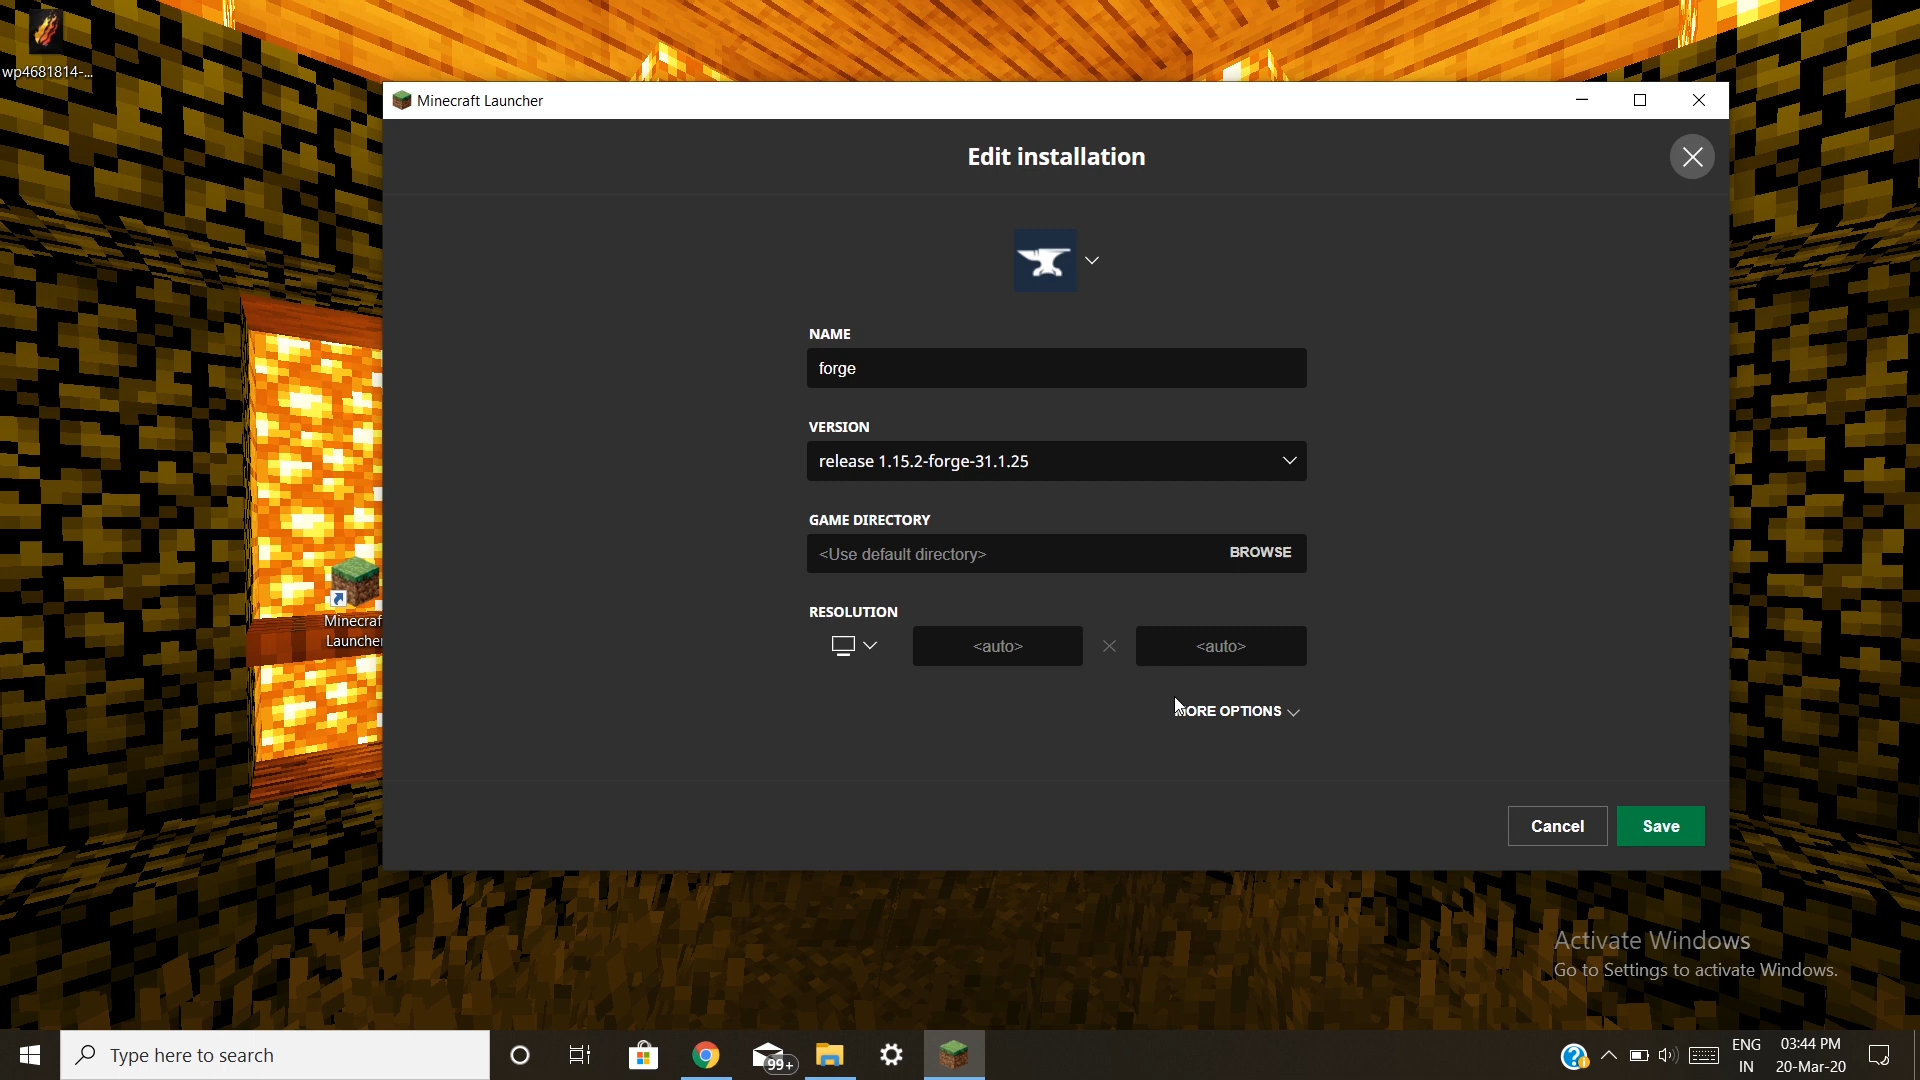 wp4681814-...
Minecraft Launcher
Edit installation
NAME
forge
VERSION
release 1.15.2-forge-31.1.25
GAME DIRECTORY
<Use default directory>
BROWSE
RESOLUTION
<auto>
<auto>
MORE OPTIONS
Cancel
Save
Minecraf
Launche
Activate Windows
Go to Settings to activate Windows.
Type here to search
99+
ENG
IN
03:44 PM
20-Mar-20